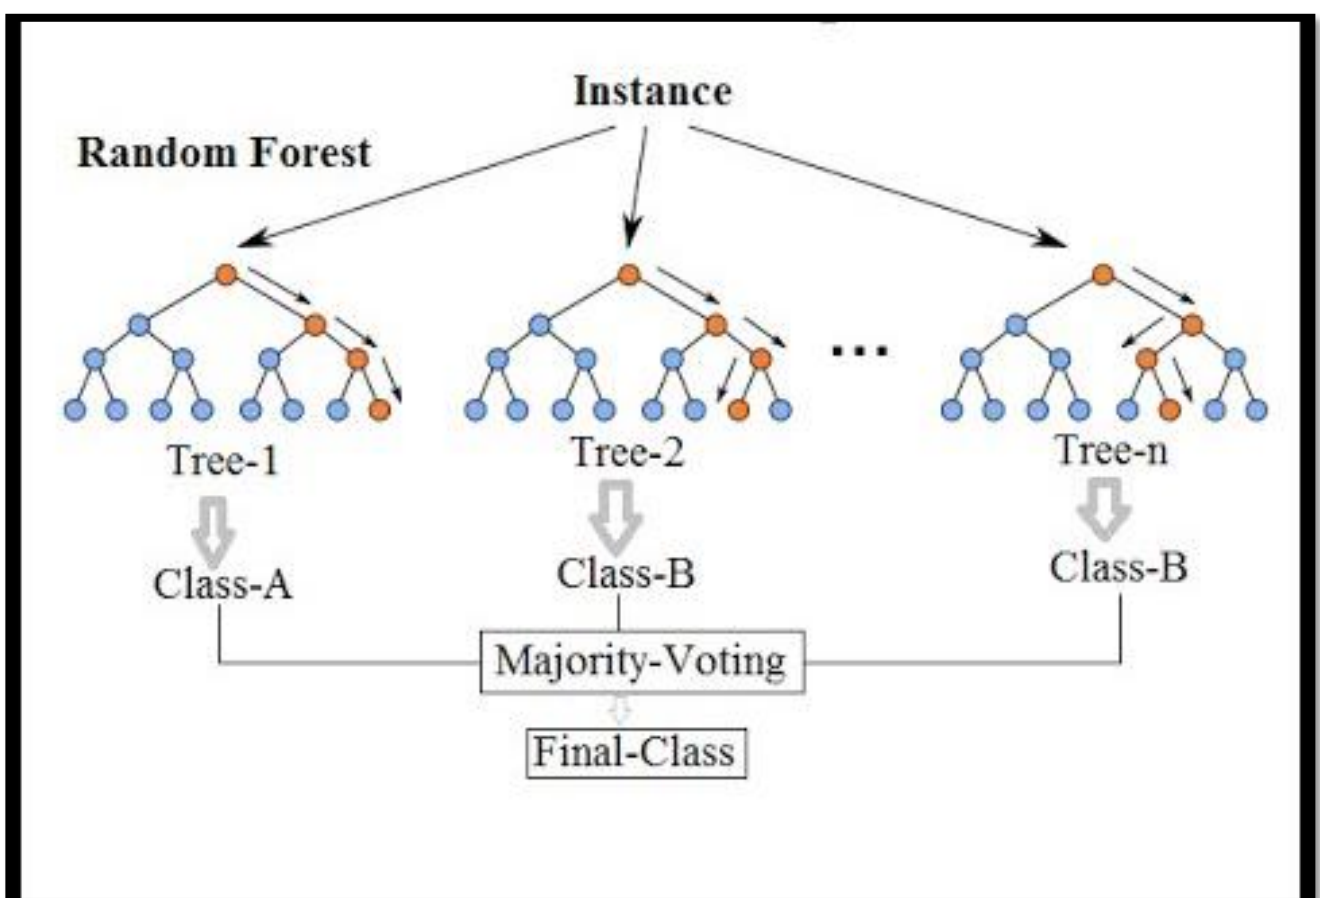 Instance
Random Forest
...
Tree-1
Tree-2
Tree-n
Class-A
Class-B
Class-B
Majority-Voting
Final-Class